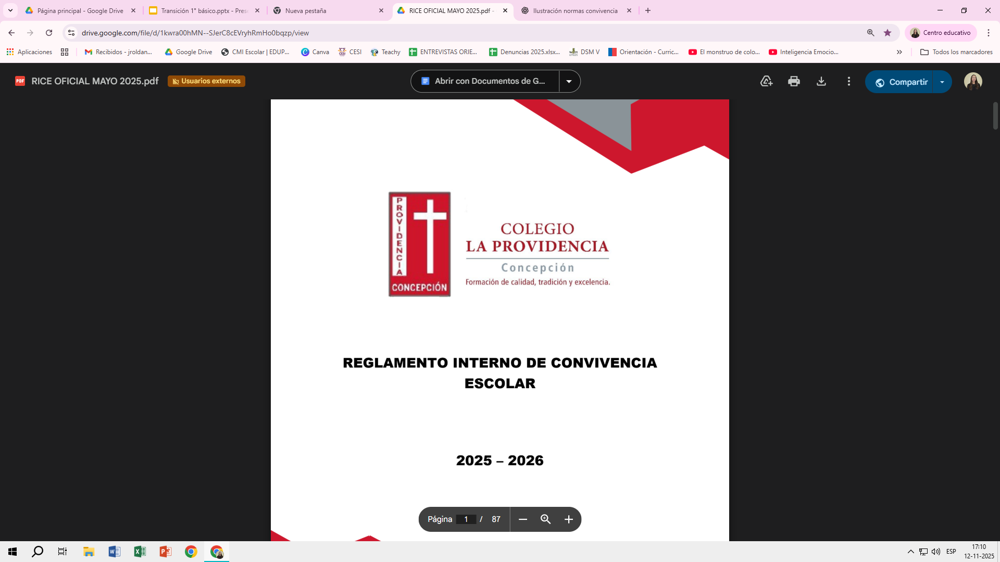 Página principal - Google Drive
Transición 1° básico.pptx - Pres
Nueva pestaña
RICE OFICIAL MAYO 2025.pdf -
Ilustración normas convivencia
drive.google.com/file/d/1kwra00hMN--SJerC8cEVryhRmHo0bqzp/view
Centro educativo
Aplicaciones
Recibidos - jroldan...
Google Drive
CMI Escolar | EDUP...
Canva
CESI
Teachy
ENTREVISTAS ORIE...
Denuncias 2025.xlsx...
DSM V
Orientación - Curric...
El monstruo de colo...
Inteligencia Emocio...
Todos los marcadores
PDF
RICE OFICIAL MAYO 2025.pdf
Usuarios externos
Abrir con Documentos de G...
Compartir
PROVIDENCIA
CONCEPCIÓN
COLEGIO
LA PROVIDENCIA
Concepción
Formación de calidad, tradición y excelencia.
REGLAMENTO INTERNO DE CONVIVENCIA
ESCOLAR
2025 – 2026
Página 1 / 87
ESP
17:10
12-11-2025